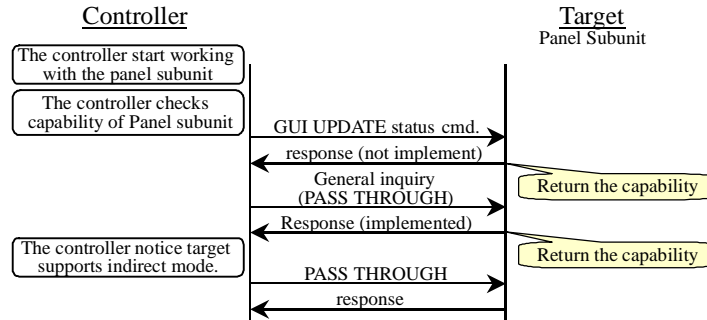 Controller
Target
Panel Subunit
The controller start working
with the panel subunit
The controller checks
capability of Panel subunit
GUI UPDATE status cmd.
response (not implement)
Return the capability
General inquiry
(PASS THROUGH)
Response (implemented)
Return the capability
The controller notice target
supports indirect mode.
PASS THROUGH
response